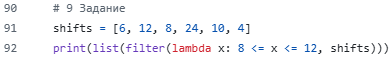 90 # 9 Задание
91 shifts = [6, 12, 8, 24, 10, 4]
92 print(list(filter(lambda x: 8 <= x <= 12, shifts)))